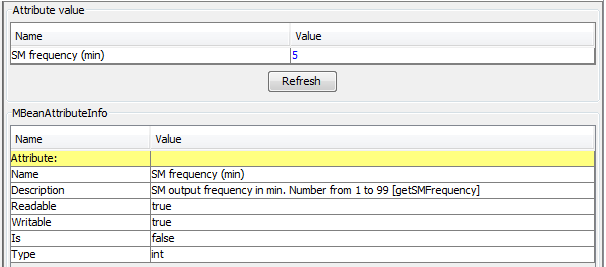 Attribute value
Name Value
SM frequency (min) 5
Refresh
MBeanAttributeInfo
Name Value
Attribute:
Name SM frequency (min)
Description SM output frequency in min. Number from 1 to 99 [getSMFrequency]
Readable true
Writable true
Is false
Type int